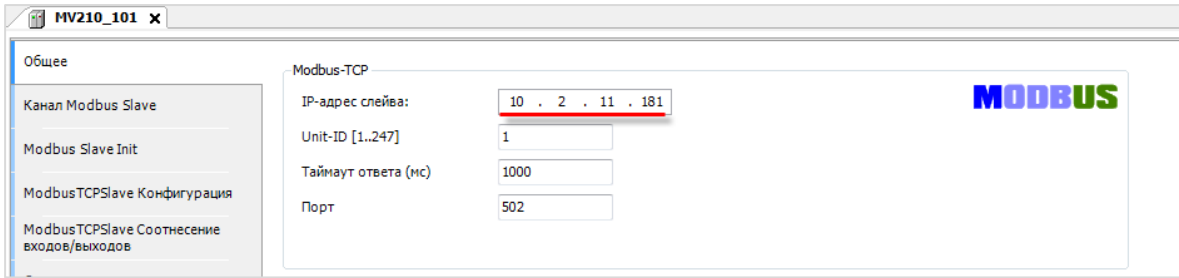 MV210_101 X
Общее
Канал Modbus Slave
Modbus Slave Init
ModbusTCPSlave Конфигурация
ModbusTCPSlave Соотнесение
входов/выходов
Modbus-TCP
IP-адрес слейва: 10 . 2 . 11 . 181
Unit-ID [1..247] 1
Таймаут ответа (мс) 1000
Порт 502
MODBUS